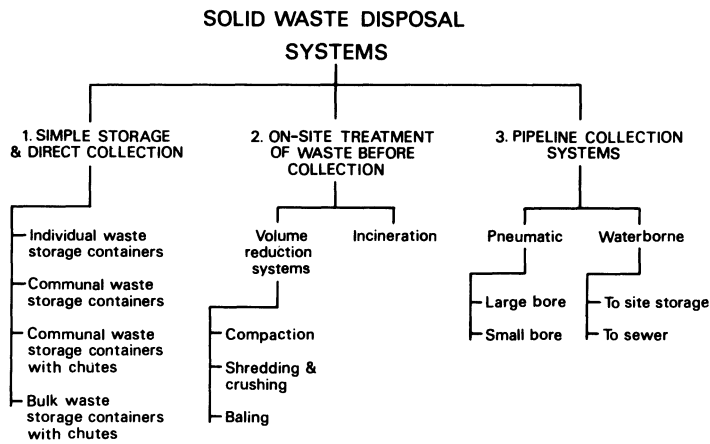 SOLID WASTE DISPOSAL
SYSTEMS
1. SIMPLE STORAGE
& DIRECT COLLECTION
2. ON-SITE TREATMENT
OF WASTE BEFORE
COLLECTION
3. PIPELINE COLLECTION
SYSTEMS
Individual waste
storage containers
Communal waste
storage containers
Communal waste
storage containers
with chutes
Bulk waste
storage containers
with chutes
Volume
reduction
systems
Incineration
Compaction
Shredding &
crushing
Baling
Pneumatic
Waterborne
Large bore
Small bore
To site storage
To sewer